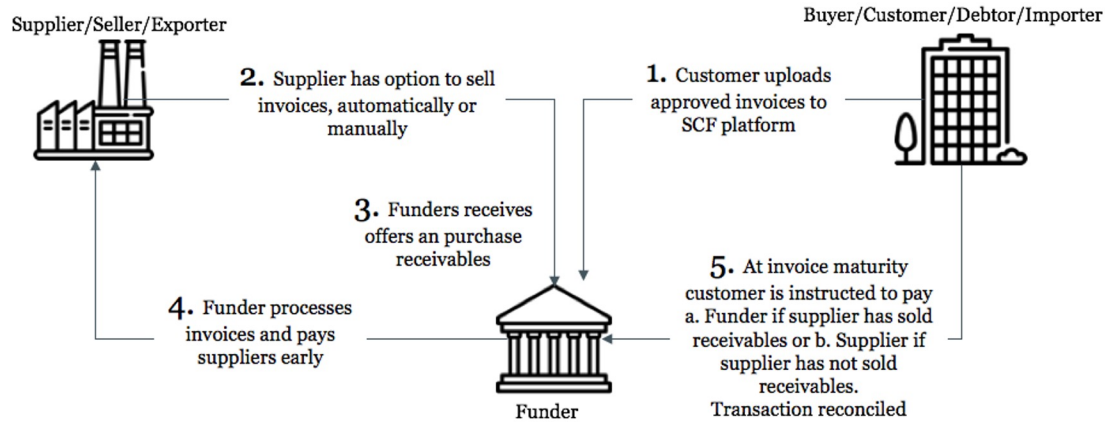 Supplier/Seller/Exporter
Buyer/Customer/Debtor/Importer
2. Supplier has option to sell
invoices, automatically or
manually
1. Customer uploads
approved invoices to
SCF platform
3. Funders receives
offers an purchase
receivables
4. Funder processes
invoices and pays
suppliers early
5. At invoice maturity
customer is instructed to pay
a. Funder if supplier has sold
receivables or b. Supplier if
supplier has not sold
receivables.
Transaction reconciled
Funder